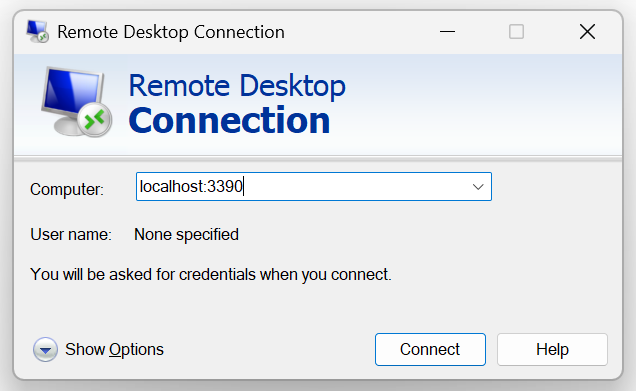 Remote Desktop Connection
Remote Desktop
Connection
Computer: localhost:3390
User name: None specified
You will be asked for credentials when you connect.
Show Options Connect Help